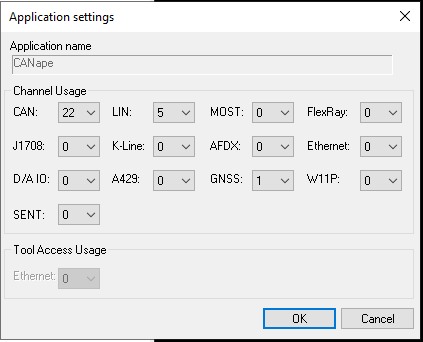 Application settings
Application name
CANape
Channel Usage
CAN: 22 LIN: 5 MOST: 0 FlexRay: 0
J1708: 0 K-Line: 0 AFDX: 0 Ethernet: 0
D/A IO: 0 A429: 0 GNSS: 1 W11P: 0
SENT: 0
Tool Access Usage
Ethernet: 0
OK Cancel